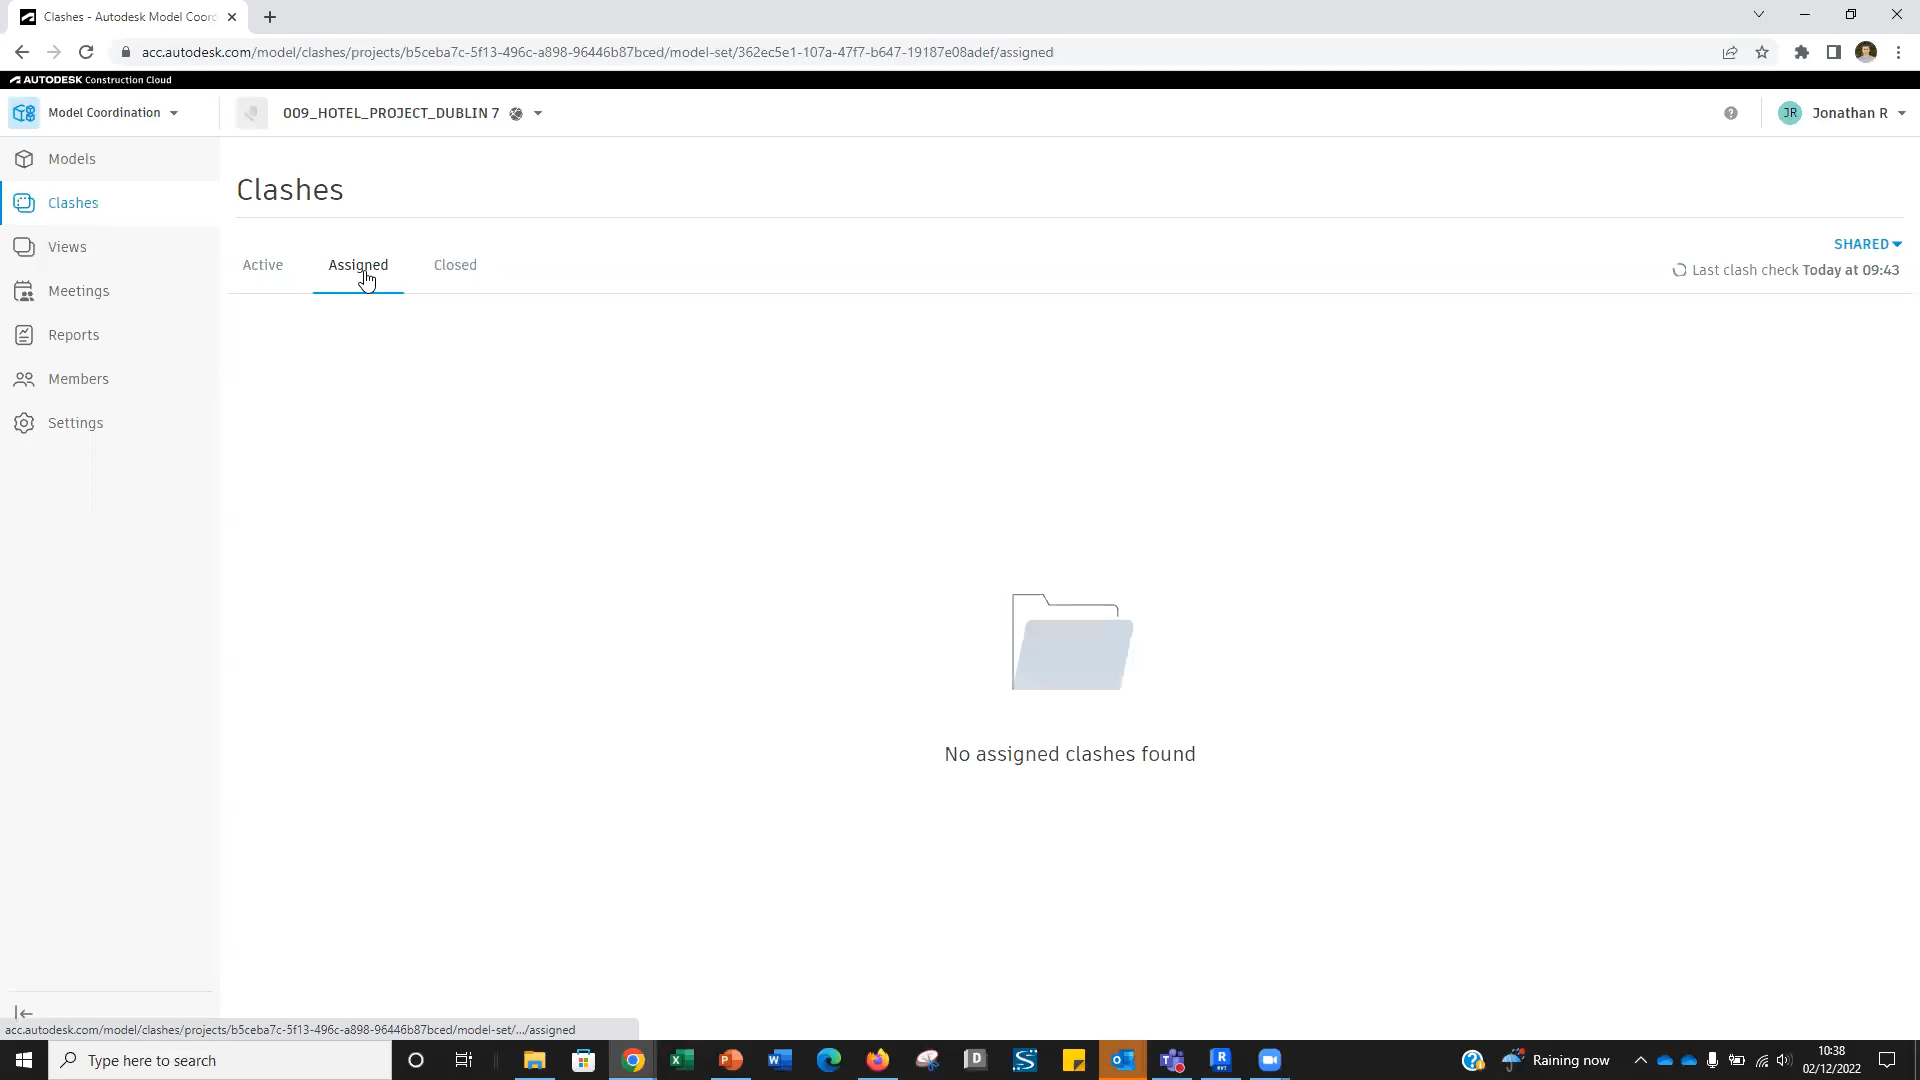 Clashes - Autodesk Model Coord
acc.autodesk.com/model/clashes/projects/b5ceba7c-5f13-496c-a898-96446b87bced/model-set/362ec5e1-107a-47f7-b647-19187e08adef/assigned
AUTODESK Construction Cloud
Model Coordination
009_HOTEL_PROJECT_DUBLIN 7
JR Jonathan R
Models
Clashes
Views
Meetings
Reports
Members
Settings
Clashes
SHARED
Active Assigned Closed
Last clash check Today at 09:43
No assigned clashes found
acc.autodesk.com/model/clashes/projects/b5ceba7c-5f13-496c-a898-96446b87bced/model-set/.../assigned
Type here to search
Raining now
10:38
02/12/2022